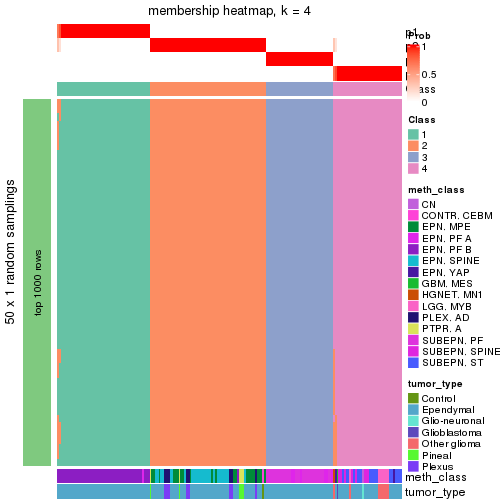 membership heatmap, k = 4
p1
Prob
1
0.5
0
Class
1
2
3
4
50 x 1 random samplings
top 1000 rows
meth_class
CN
CONTR. CEBM
EPN. MPE
EPN. PF A
EPN. PF B
EPN. SPINE
EPN. YAP
GBM. MES
HGNET. MN1
LGG. MYB
PLEX. AD
PTPR. A
SUBEPN. PF
SUBEPN. SPINE
SUBEPN. ST
tumor_type
Control
Ependymal
Glio-neuronal
Glioblastoma
Other glioma
Pineal
Plexus
meth_class
tumor_type